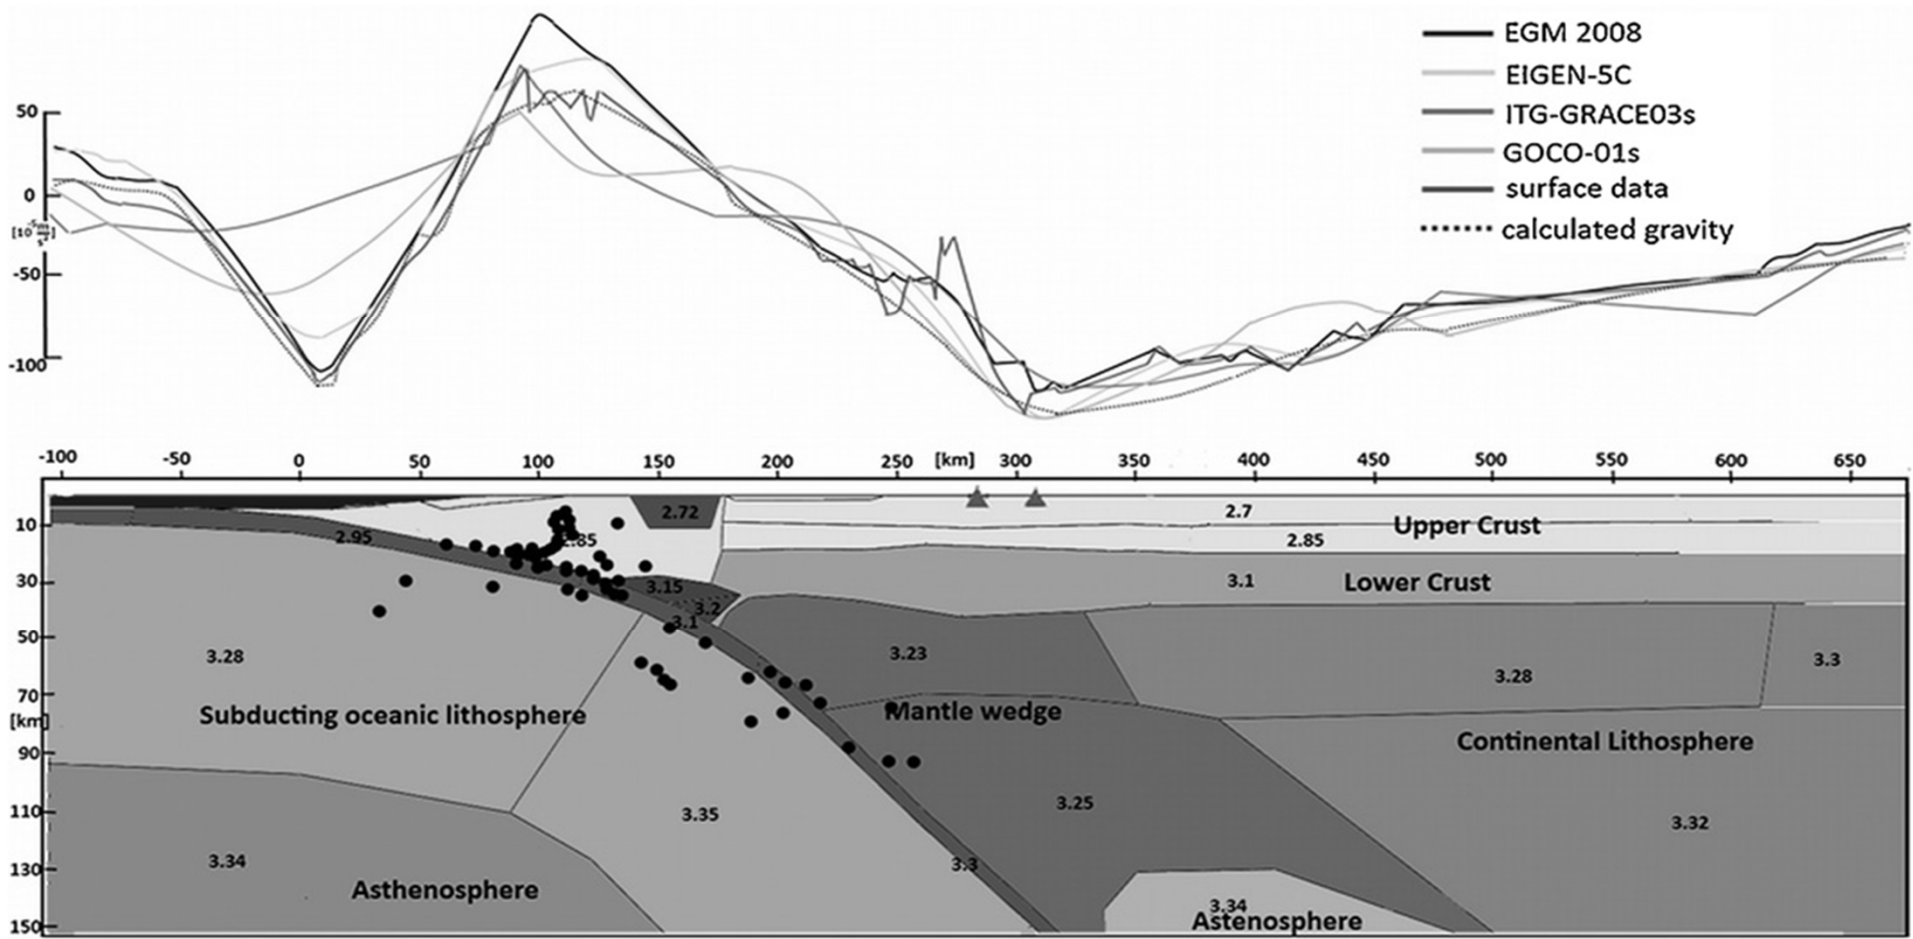 EGM 2008
EIGEN-5C
ITG-GRACE03s
GOCO-01s
surface data
calculated gravity
50
0
[10⁻⁵ m/s²]
-50
-100
-100 -50 0 50 100 150 200 250 [km] 300 350 400 450 500 550 600 650
10
30
50
70
[km]
90
110
130
150
2.72
2.7
Upper Crust
2.95
2.85
2.85
3.15
3.1
Lower Crust
3.2
3.1
3.28
3.23
3.28
3.3
Subducting oceanic lithosphere
Mantle wedge
Continental Lithosphere
3.25
3.35
3.32
3.34
3.3
Asthenosphere
3.34
Astenosphere